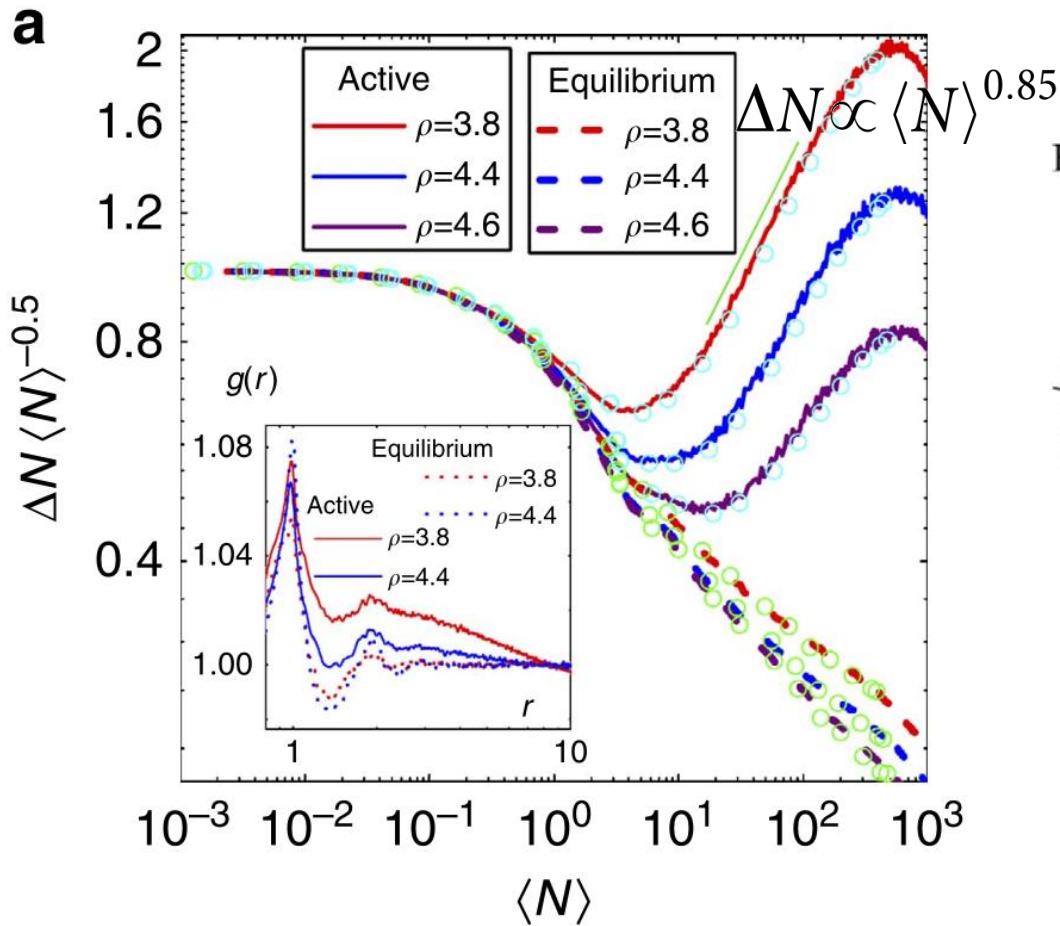 a
2
1.6
1.2
0.8
0.4
ΔN⟨N⟩^−0.5
Active
ρ=3.8
ρ=4.4
ρ=4.6
Equilibrium
ρ=3.8
ρ=4.4
ρ=4.6
ΔN ∝ ⟨N⟩^0.85
g(r)
1.08
1.04
1.00
Equilibrium
ρ=3.8
ρ=4.4
Active
ρ=3.8
ρ=4.4
r
1 10
10^−3 10^−2 10^−1 10^0 10^1 10^2 10^3
⟨N⟩